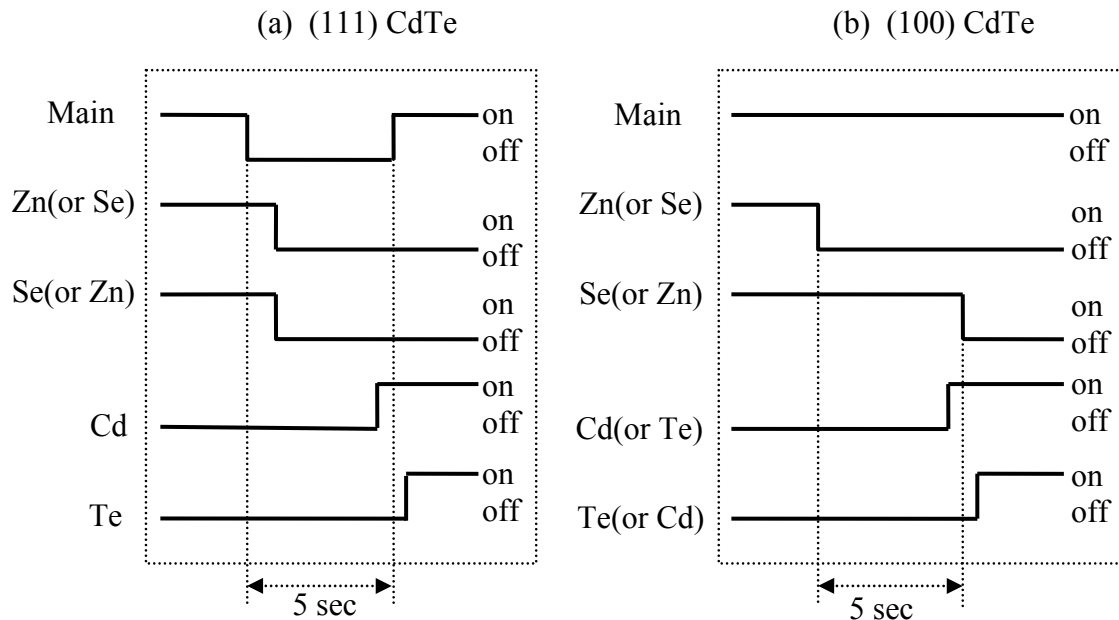 (a) (111) CdTe
Main
on
off
Zn(or Se)
on
off
Se(or Zn)
on
off
Cd
on
off
Te
on
off
5 sec
(b) (100) CdTe
Main
on
off
Zn(or Se)
on
off
Se(or Zn)
on
off
Cd(or Te)
on
off
Te(or Cd)
on
off
5 sec